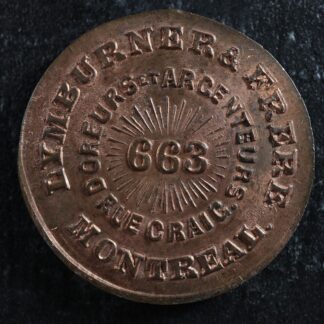 LYMBURNER & FRERE
MONTREAL.
DOREURS ET ARGENTEURS
663
RUE CRAIG.